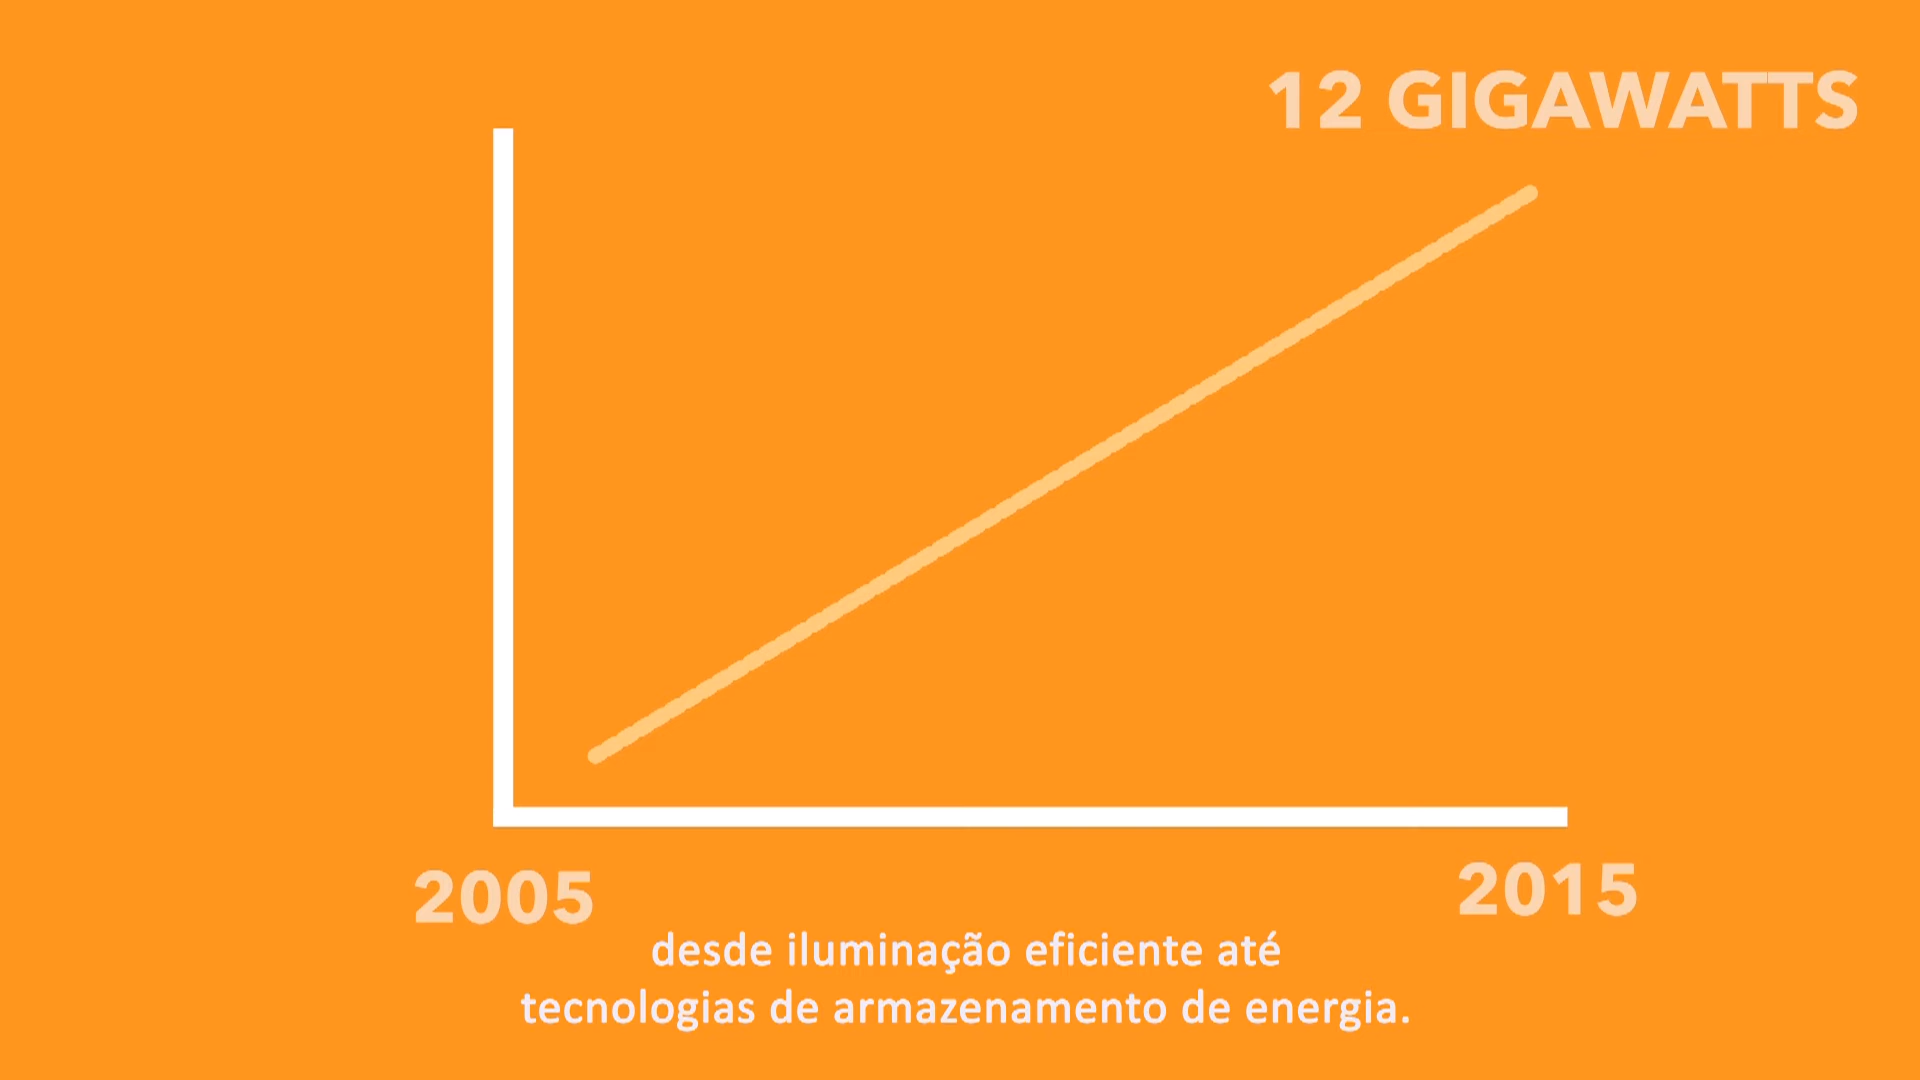 12 GIGAWATTS
2005
2015
desde iluminação eficiente até
tecnologias de armazenamento de energia.